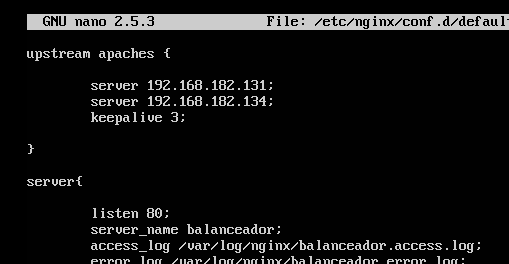 GNU nano 2.5.3 File: /etc/nginx/conf.d/defaul
upstream apaches {
server 192.168.182.131;
server 192.168.182.134;
keepalive 3;
}
server{
listen 80;
server_name balanceador;
access_log /var/log/nginx/balanceador.access.log;
error_log /var/log/nginx/balanceador.error_log;